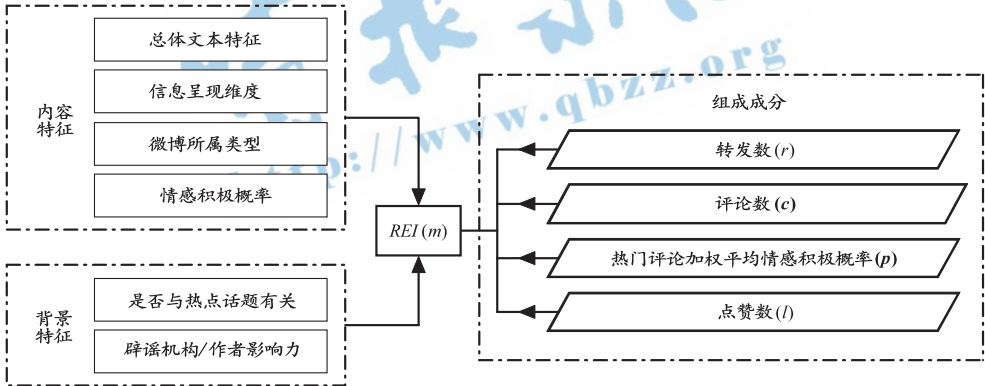 总体文本特征
信息呈现维度
内容
特征
微博所属类型
情感积极概率
REI (m)
背景
特征
是否与热点话题有关
辟谣机构/作者影响力
组成成分
转发数(r)
评论数(c)
热门评论加权平均情感积极概率(p)
点赞数(l)
http://www.qbzz.org